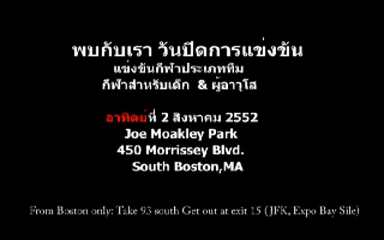 พบกับเรา วันปิดการแข่งขัน
แข่งขันกีฬาประเภททีม
กีฬาสำหรับเด็ก & ผู้อาวุโส
อาทิตย์ที่ 2 สิงหาคม 2552
Joe Moakley Park
450 Morrissey Blvd.
South Boston,MA
From Boston only: Take 93 south Get out at exit 15 (JFK, Expo Bay Sile)